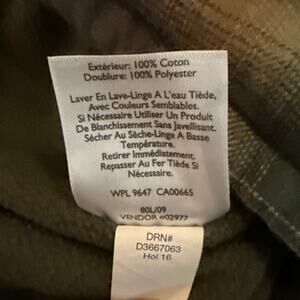 Extérieur: 100% Coton
Doublure: 100% Polyester
Laver En Lave-Linge A L'eau Tiède,
Avec Couleurs Semblables.
Si Nécessaire Utiliser Un Produit
De Blanchissement Sans Javellisant.
Sécher Au Sèche-Linge A Basse
Température.
Retirer Immédiatement.
Repasser Au Fer Tiède Si
Nécessaire.
WPL 9647 CA00665
80L/09
VENDOR #02977
DRN#
D3667063
Hol 16